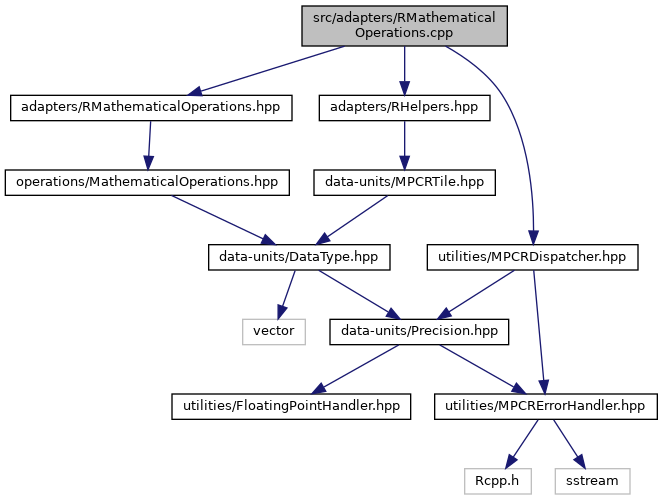 src/adapters/RMathematical
Operations.cpp
adapters/RMathematicalOperations.hpp
adapters/RHelpers.hpp
operations/MathematicalOperations.hpp
data-units/MPCRTile.hpp
data-units/DataType.hpp
utilities/MPCRDispatcher.hpp
vector
data-units/Precision.hpp
utilities/FloatingPointHandler.hpp
utilities/MPCRErrorHandler.hpp
Rcpp.h
sstream